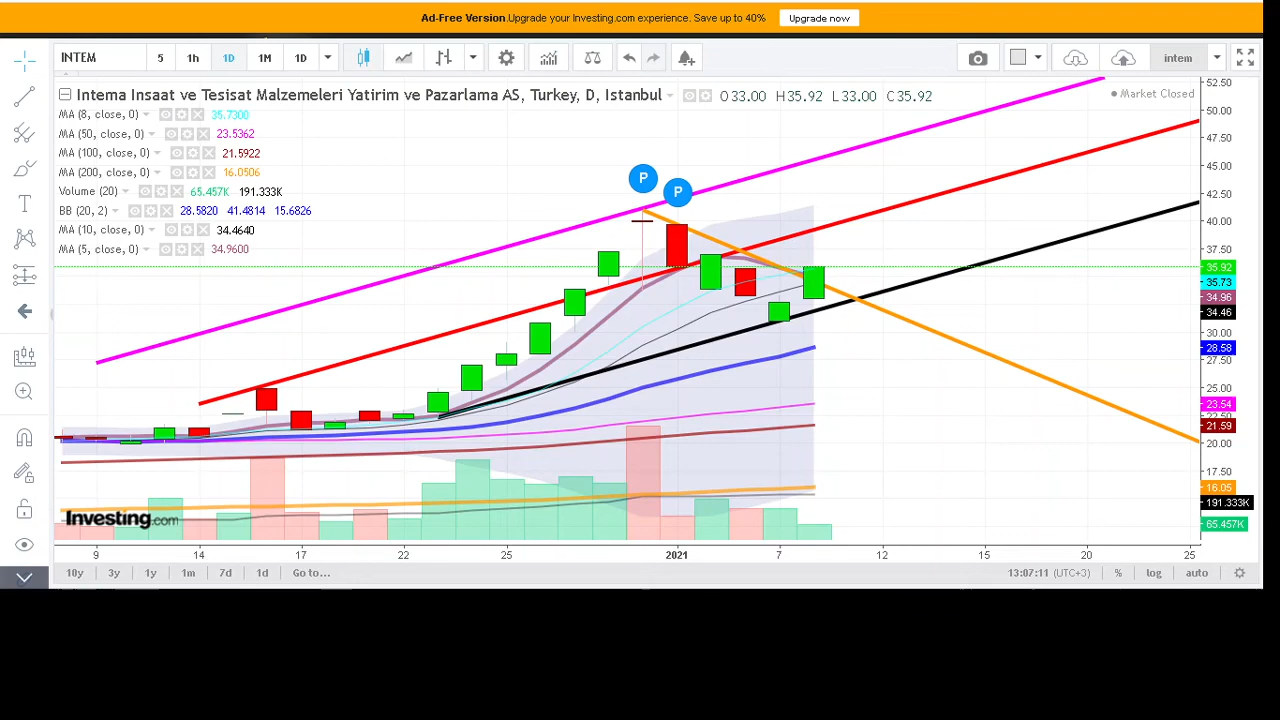 Ad-Free Version.Upgrade your Investing.com experience. Save up to 40% Upgrade now
INTEM 5 1h 1D 1M 1D intem
Intema Insaat ve Tesisat Malzemeleri Yatirim ve Pazarlama AS, Turkey, D, Istanbul O33.00 H35.92 L33.00 C35.92
Market Closed
MA (8, close, 0) 35.7300
MA (50, close, 0) 23.5362
MA (100, close, 0) 21.5922
MA (200, close, 0) 16.0506
Volume (20) 65.457K 191.333K
BB (20, 2) 28.5820 41.4814 15.6826
MA (10, close, 0) 34.4640
MA (5, close, 0) 34.9600
P
P
52.50
50.00
47.50
45.00
42.50
40.00
37.50
35.92
35.73
34.96
34.46
30.00
28.58
27.50
25.00
23.54
22.50
21.59
20.00
17.50
16.05
191.333K
65.457K
Investing.com
9 14 17 22 25 2021 7 12 15 20 25
10y 3y 1y 1m 7d 1d Go to... 13:07:11 (UTC+3) % log auto